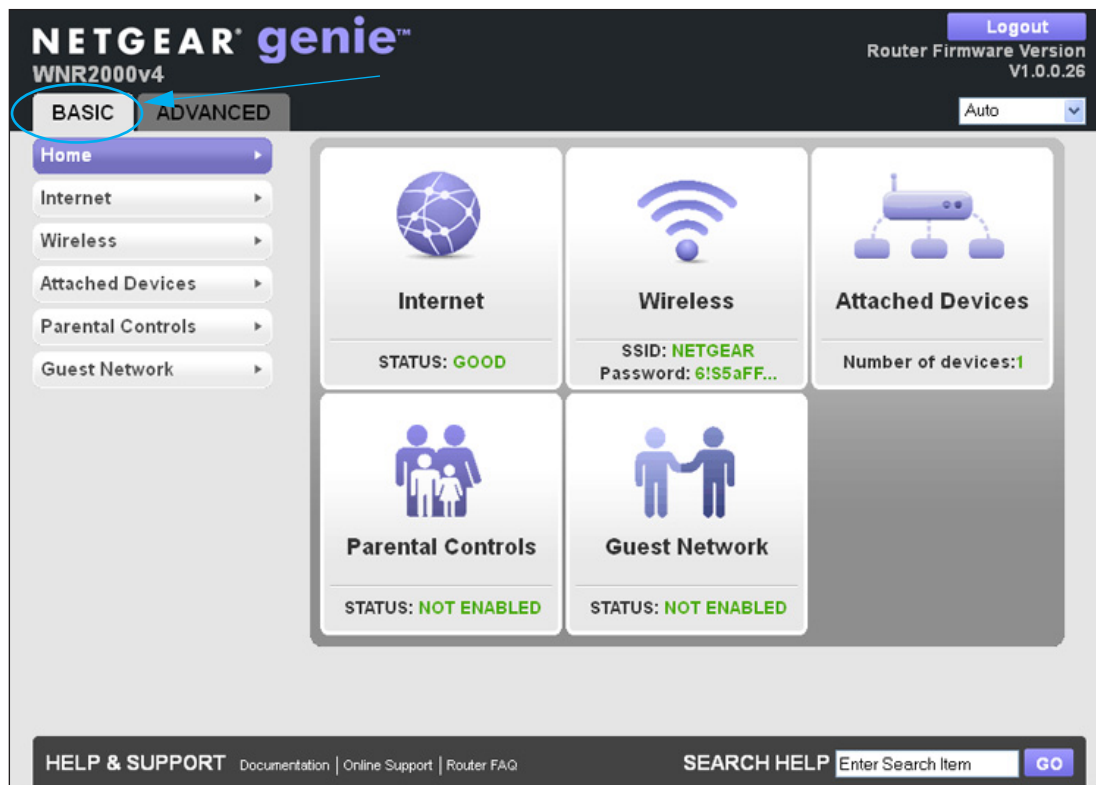 NETGEAR® genie™
WNR2000v4
Logout
Router Firmware Version
V1.0.0.26
BASIC
ADVANCED
Auto
Home
Internet
Wireless
Attached Devices
Parental Controls
Guest Network
Internet
STATUS: GOOD
Wireless
SSID: NETGEAR
Password: 6!S5aFF...
Attached Devices
Number of devices:1
Parental Controls
STATUS: NOT ENABLED
Guest Network
STATUS: NOT ENABLED
HELP & SUPPORT Documentation | Online Support | Router FAQ
SEARCH HELP Enter Search Item GO